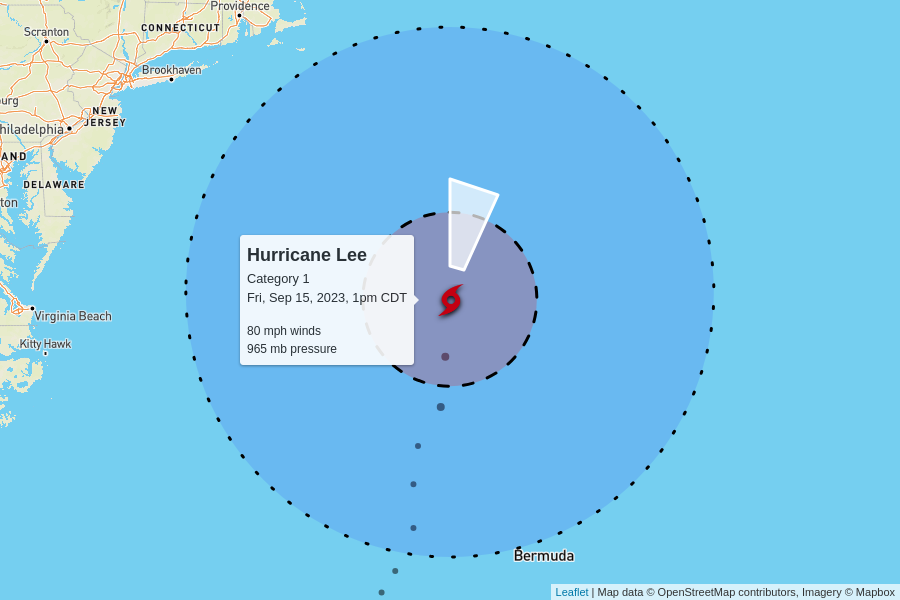 Providence
Scranton
CONNECTICUT
Brookhaven
urg
NEW
JERSEY
hiladelphia
AND
DELAWARE
ton
Hurricane Lee
Category 1
Fri, Sep 15, 2023, 1pm CDT
80 mph winds
965 mb pressure
Virginia Beach
Kitty Hawk
Bermuda
Leaflet | Map data © OpenStreetMap contributors, Imagery © Mapbox